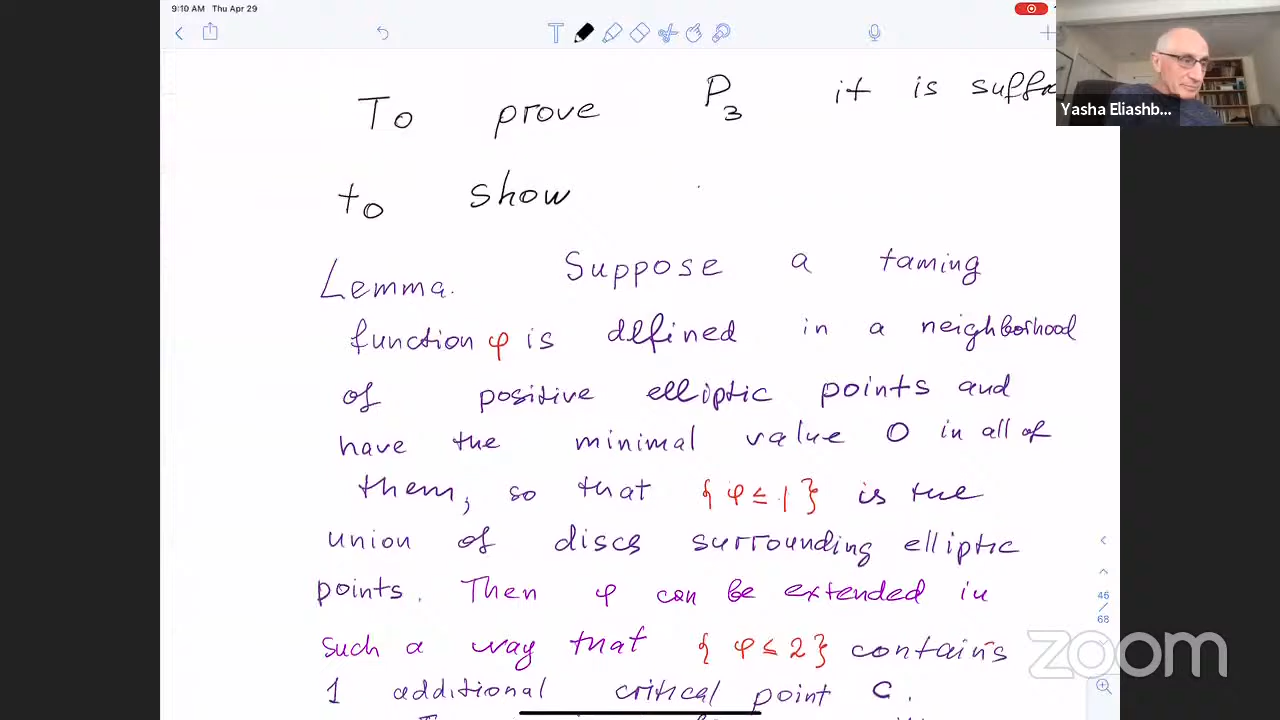 9:10 AM Thu Apr 29
To prove P3 it is
Yasha Eliashb...
to show
Lemma. Suppose a taming
function φ is defined in a neighborhood
of positive elliptic points and
have the minimal value 0 in all of
them, so that {φ≤1} is the
union of discs surrounding elliptic
points. Then φ can be extended in
such a way that {φ≤2} contains
1 additional critical point c.
46
/
68
zoom